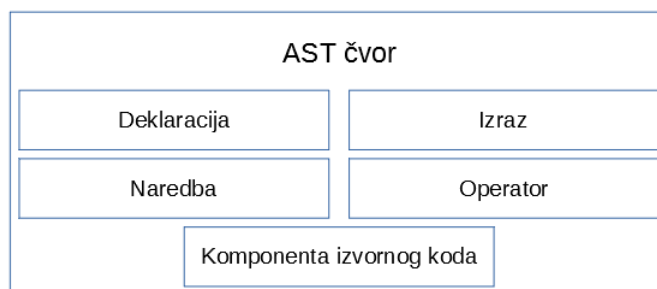 AST čvor
Deklaracija
Izraz
Naredba
Operator
Komponenta izvornog koda